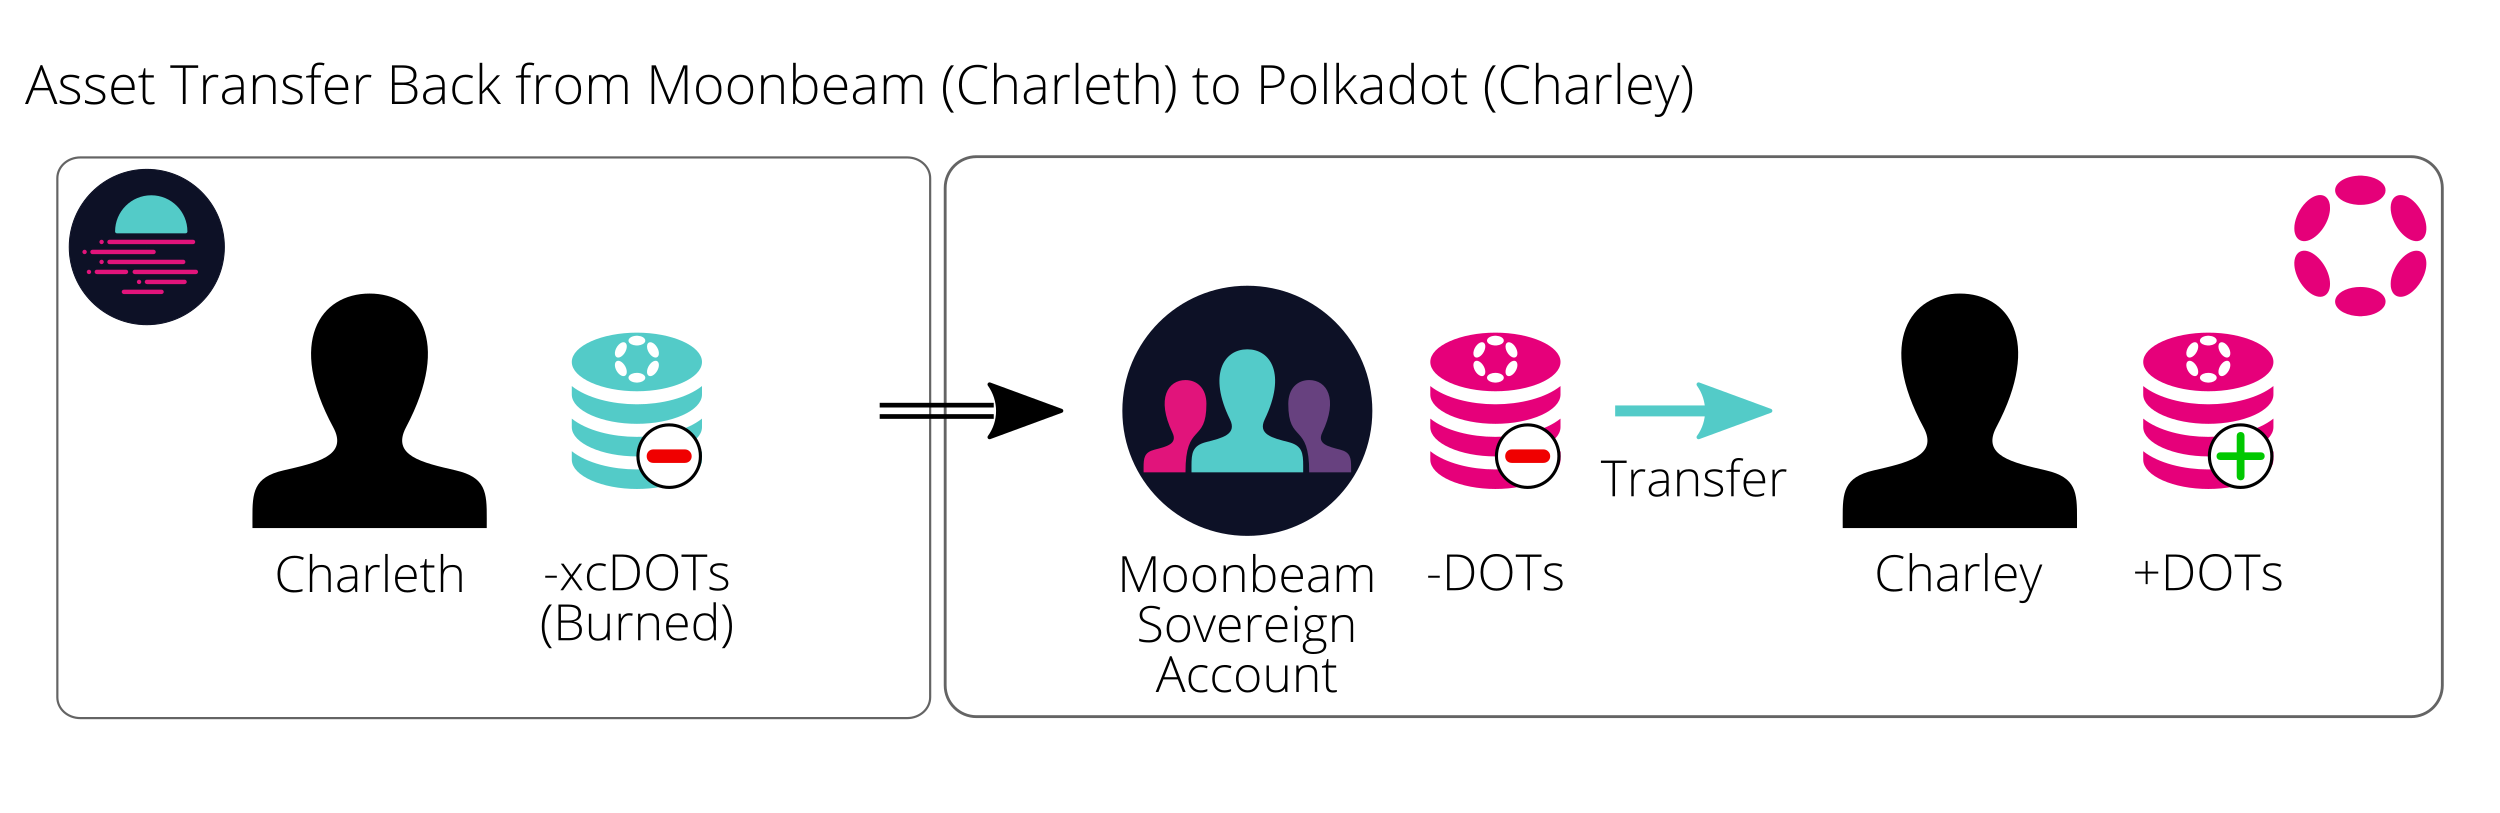 Asset Transfer Back from Moonbeam (Charleth) to Polkadot (Charley)
Charleth
-xcDOTs
(Burned)
Moonbeam
Sovereign
Account
-DOTs
Transfer
Charley
+DOTs